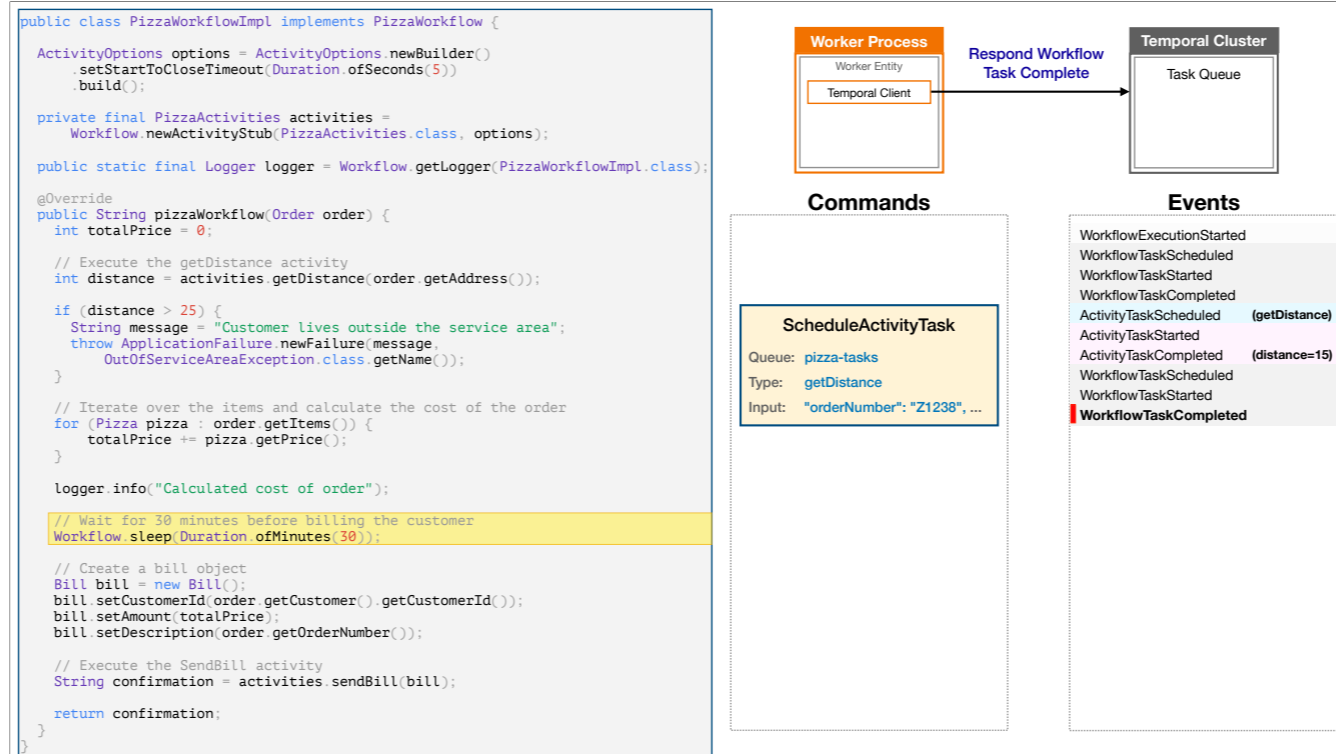 public class PizzaWorkflowImpl implements PizzaWorkflow {
ActivityOptions options = ActivityOptions.newBuilder()
.setStartToCloseTimeout(Duration.ofSeconds(5))
.build();
private final PizzaActivities activities =
Workflow.newActivityStub(PizzaActivities.class, options);
public static final Logger logger = Workflow.getLogger(PizzaWorkflowImpl.class);
@Override
public String pizzaWorkflow(Order order) {
int totalPrice = 0;
// Execute the getDistance activity
int distance = activities.getDistance(order.getAddress());
if (distance > 25) {
String message = "Customer lives outside the service area";
throw ApplicationFailure.newFailure(message,
OutOfServiceAreaException.class.getName());
}
// Iterate over the items and calculate the cost of the order
for (Pizza pizza : order.getItems()) {
totalPrice += pizza.getPrice();
}
logger.info("Calculated cost of order");
// Wait for 30 minutes before billing the customer
Workflow.sleep(Duration.ofMinutes(30));
// Create a bill object
Bill bill = new Bill();
bill.setCustomerId(order.getCustomer().getCustomerId());
bill.setAmount(totalPrice);
bill.setDescription(order.getOrderNumber());
// Execute the SendBill activity
String confirmation = activities.sendBill(bill);
return confirmation;
}
}
Worker Process
Worker Entity
Temporal Client
Respond Workflow
Task Complete
Temporal Cluster
Task Queue
Commands
ScheduleActivityTask
Queue: pizza-tasks
Type: getDistance
Input: "orderNumber": "Z1238", ...
Events
WorkflowExecutionStarted
WorkflowTaskScheduled
WorkflowTaskStarted
WorkflowTaskCompleted
ActivityTaskScheduled (getDistance)
ActivityTaskStarted
ActivityTaskCompleted (distance=15)
WorkflowTaskScheduled
WorkflowTaskStarted
WorkflowTaskCompleted